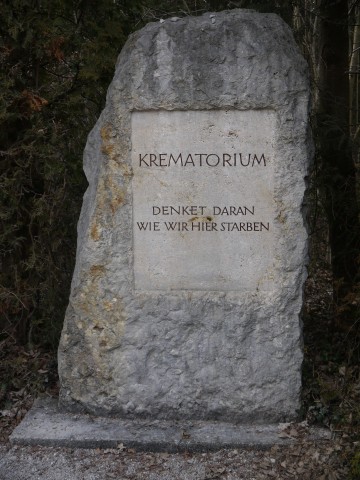 KREMATORIUM
DENKET DARAN
WIE WIR HIER STARBEN